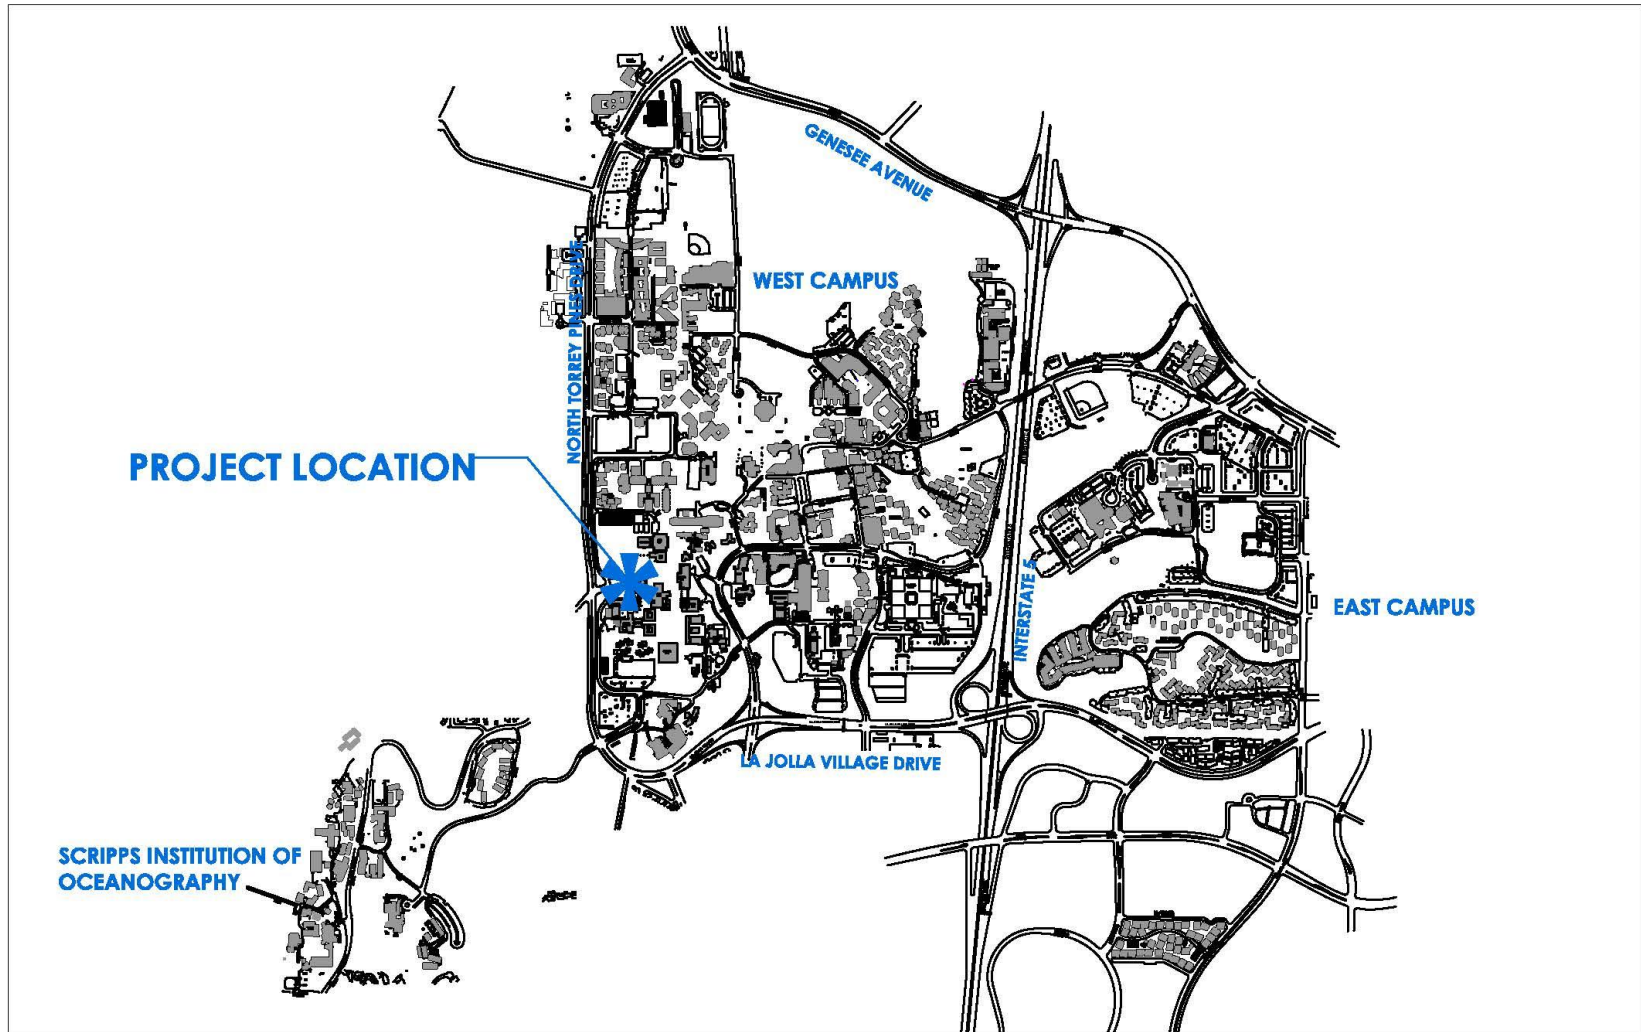 GENESEE AVENUE
WEST CAMPUS
NORTH TORREY PINES DRIVE
PROJECT LOCATION
INTERSTATE 5
EAST CAMPUS
LA JOLLA VILLAGE DRIVE
SCRIPPS INSTITUTION OF
OCEANOGRAPHY